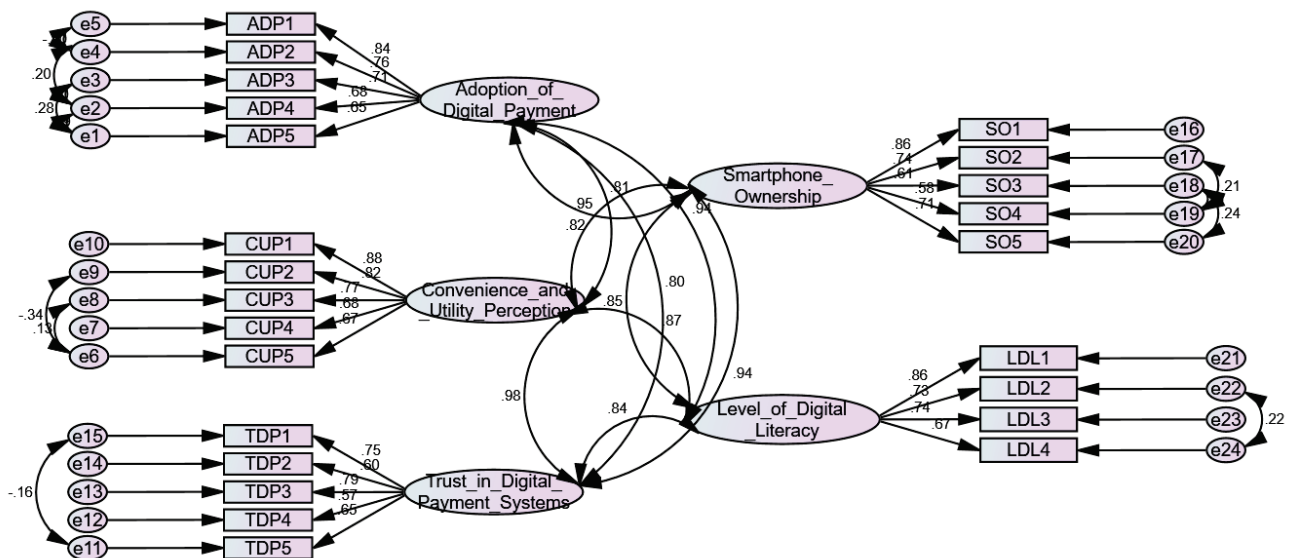 e5
ADP1
e4
ADP2
.20
e3
ADP3
.28
e2
ADP4
e1
ADP5
.84
.76
.71
.68
.65
Adoption_of_
Digital_Payment
e10
CUP1
e9
CUP2
e8
CUP3
e7
CUP4
e6
CUP5
-.34
.13
.88
.82
.77
.68
.67
Convenience_and
_Utility_Perception
e15
TDP1
e14
TDP2
e13
TDP3
e12
TDP4
e11
TDP5
-.16
.75
.60
.79
.57
.65
Trust_in_Digital_
Payment_Systems
.81
.95
.82
.94
.80
.85
.87
.94
.98
.84
Smartphone_
Ownership
.86
.74
.61
.58
.71
SO1
e16
SO2
e17
SO3
e18
SO4
e19
SO5
e20
.21
.24
Level_of_Digital
_Literacy
.86
.73
.74
.67
LDL1
e21
LDL2
e22
LDL3
e23
LDL4
e24
.22